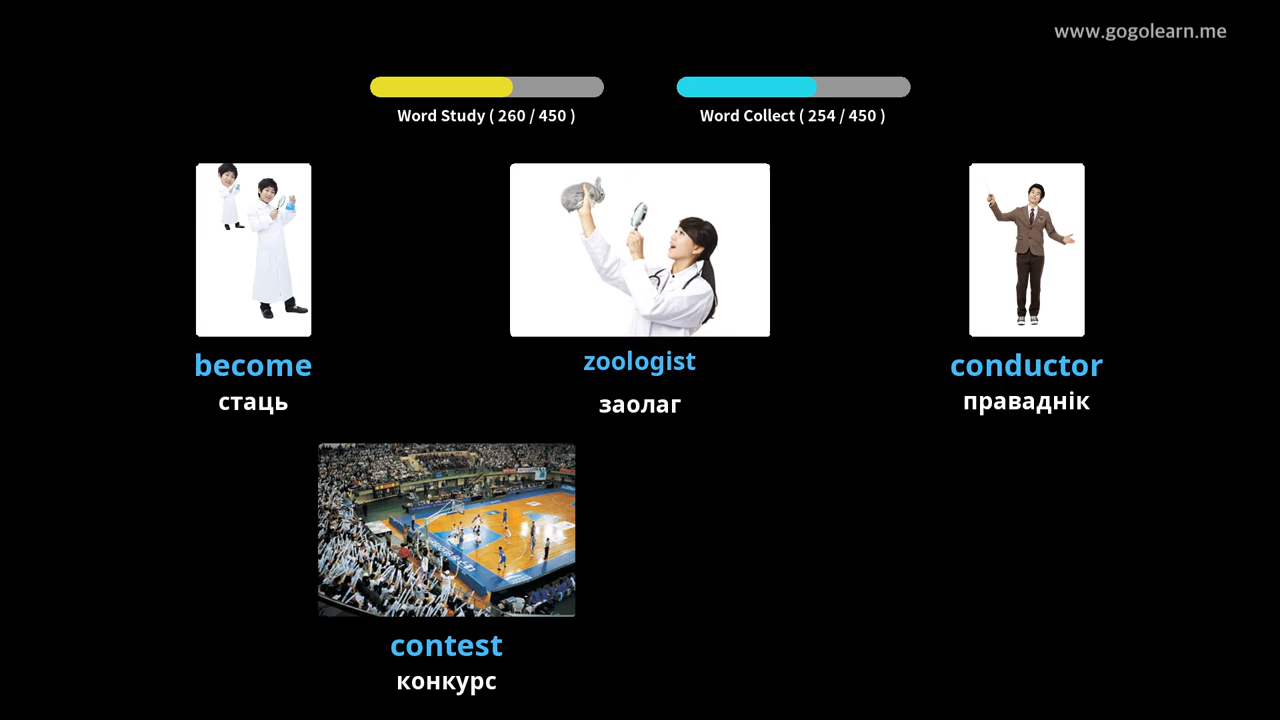 www.gogolearn.me
Word Study ( 260 / 450 )
Word Collect ( 254 / 450 )
become
стаць
zoologist
заолаг
conductor
праваднік
contest
конкурс